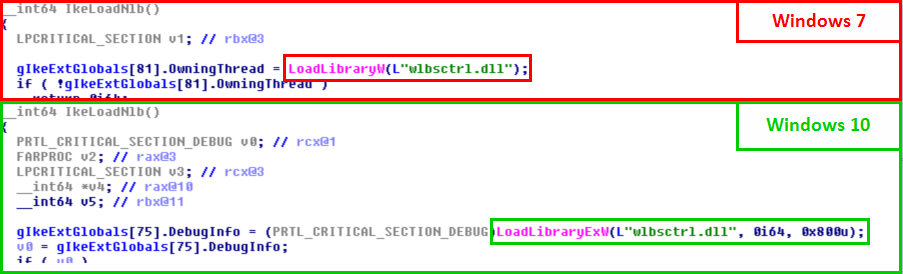 __int64 IkeLoadNlb()
Windows 7
{
LPCRITICAL_SECTION v1; // rbx@3
gIkeExtGlobals[81].OwningThread = LoadLibraryW(L"wlbsctrl.dll");
if ( !gIkeExtGlobals[81].OwningThread )
return 0i64;
__int64 IkeLoadNlb()
Windows 10
{
PRTL_CRITICAL_SECTION_DEBUG v0; // rcx@1
FARPROC v2; // rax@3
LPCRITICAL_SECTION v3; // rcx@3
__int64 *v4; // rax@10
__int64 v5; // rbx@11
gIkeExtGlobals[75].DebugInfo = (PRTL_CRITICAL_SECTION_DEBUG)LoadLibraryExW(L"wlbsctrl.dll", 0i64, 0x800u);
v0 = gIkeExtGlobals[75].DebugInfo;
if ( v0 )